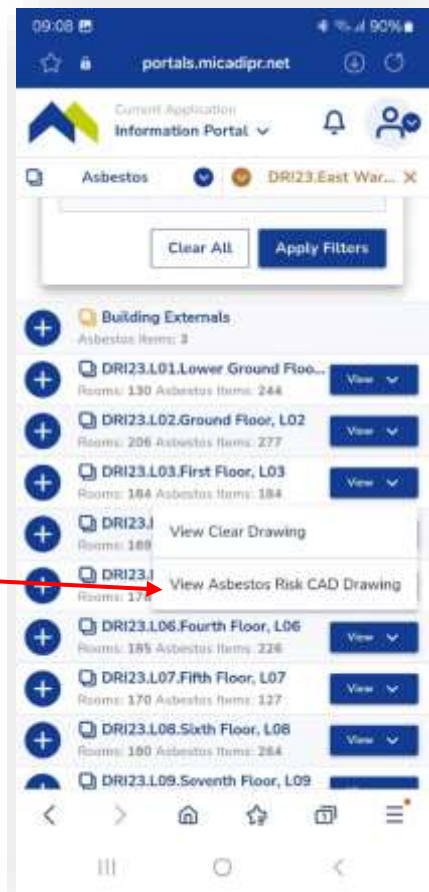 09:08 90%
portals.micadipr.net
Current Application
Information Portal
Asbestos DRI23.East War...
Clear All Apply Filters
Building Externals
Asbestos Items: 3
DRI23.L01.Lower Ground Floo...
Rooms: 130 Asbestos Items: 244 View
DRI23.L02.Ground Floor, L02
Rooms: 206 Asbestos Items: 277 View
DRI23.L03.First Floor, L03
Rooms: 184 Asbestos Items: 184 View
DRI23.
View Clear Drawing
Rooms:
DRI23.
View Asbestos Risk CAD Drawing
Rooms:
DRI23.L06.Fourth Floor, L06
Rooms: 185 Asbestos Items: 226 View
DRI23.L07.Fifth Floor, L07
Rooms: 170 Asbestos Items: 127 View
DRI23.L08.Sixth Floor, L08
Rooms: 180 Asbestos Items: 264 View
DRI23.L09.Seventh Floor, L09